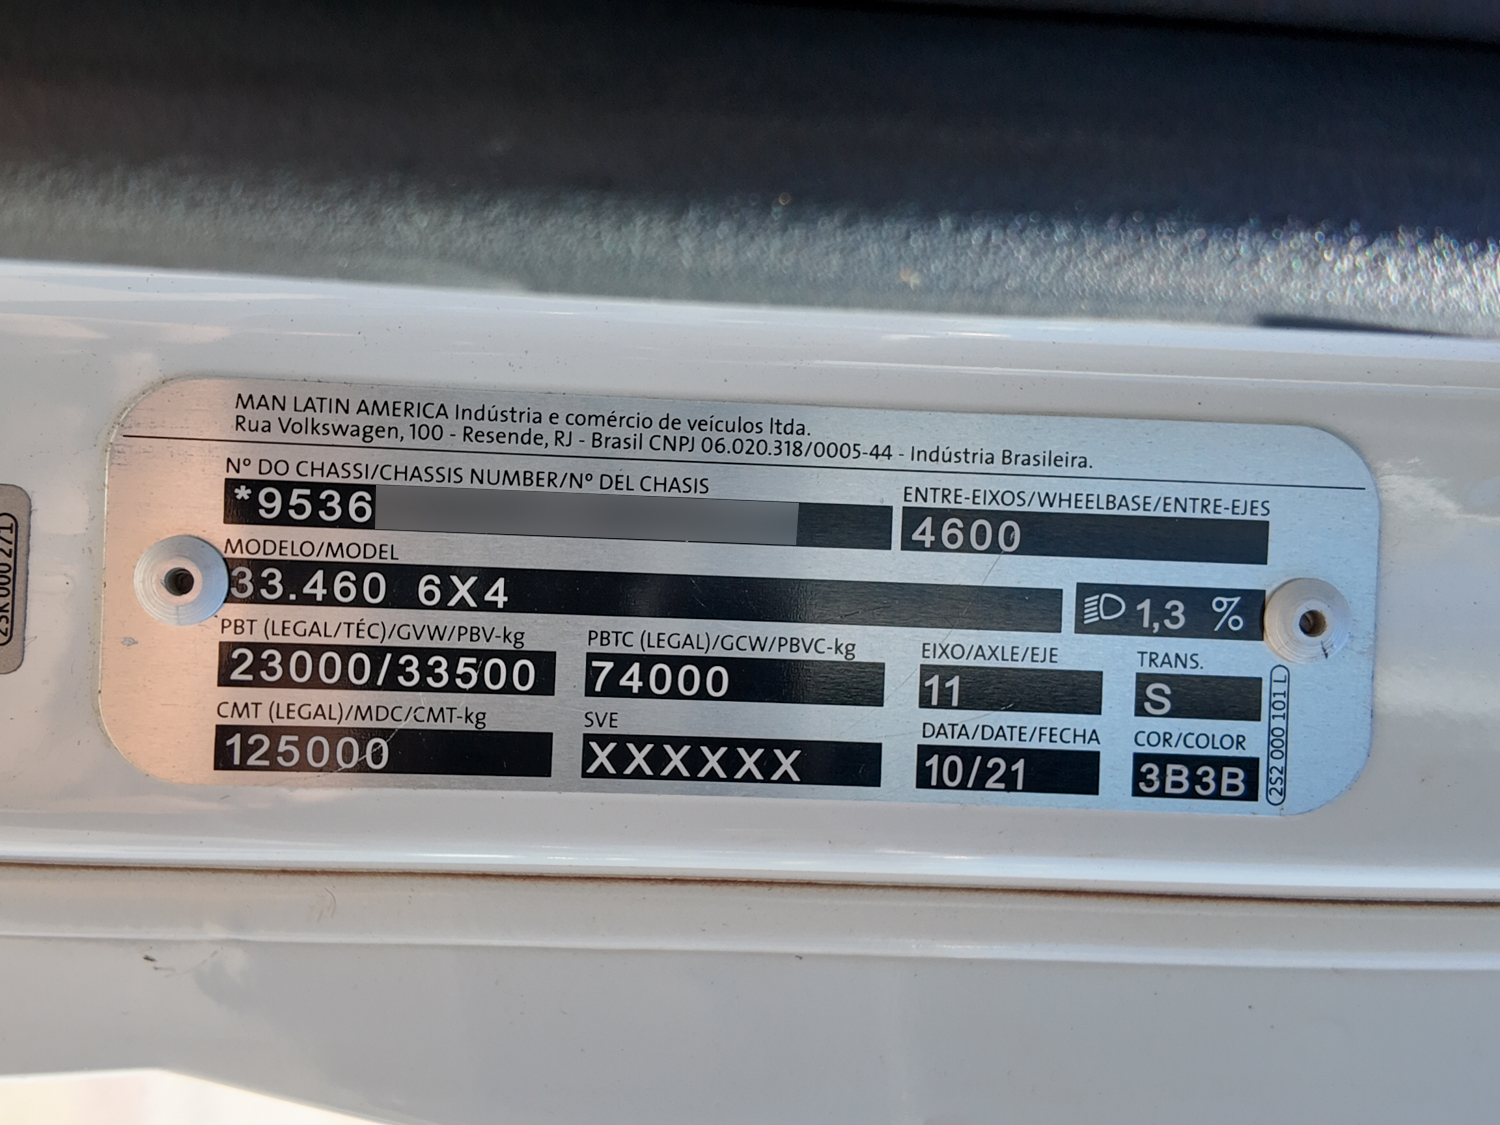 MAN LATIN AMERICA Indústria e comércio de veículos ltda.
Rua Volkswagen, 100 - Resende, RJ - Brasil CNPJ 06.020.318/0005-44 - Indústria Brasileira.
Nº DO CHASSI/CHASSIS NUMBER/Nº DEL CHASIS
*9536
ENTRE-EIXOS/WHEELBASE/ENTRE-EJES
4600
MODELO/MODEL
33.460 6X4
1,3 %
PBT (LEGAL/TÉC)/GVW/PBV-kg
23000/33500
PBTC (LEGAL)/GCW/PBVC-kg
74000
EIXO/AXLE/EJE
11
TRANS.
S
CMT (LEGAL)/MDC/CMT-kg
125000
SVE
XXXXXX
DATA/DATE/FECHA
10/21
COR/COLOR
3B3B
2S2 000 101 L
2SR 000 271